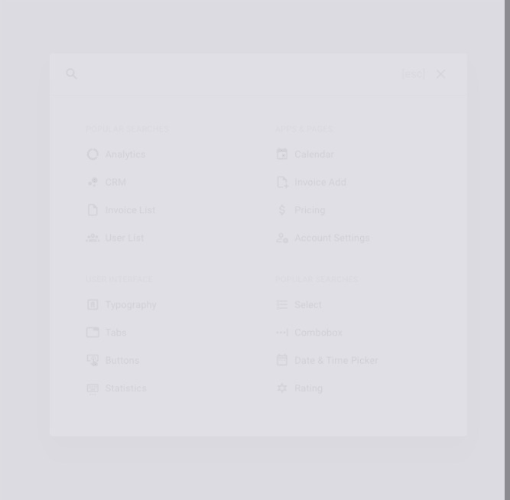 [esc]
POPULAR SEARCHES
APPS & PAGES
Analytics
Calendar
CRM
Invoice List
Invoice Add
Pricing
User List
Account Settings
USER INTERFACE
FORMS & TABLES
Typography
Select
Tabs
Combobox
Buttons
Date & Time Picker
Statistics
Rating